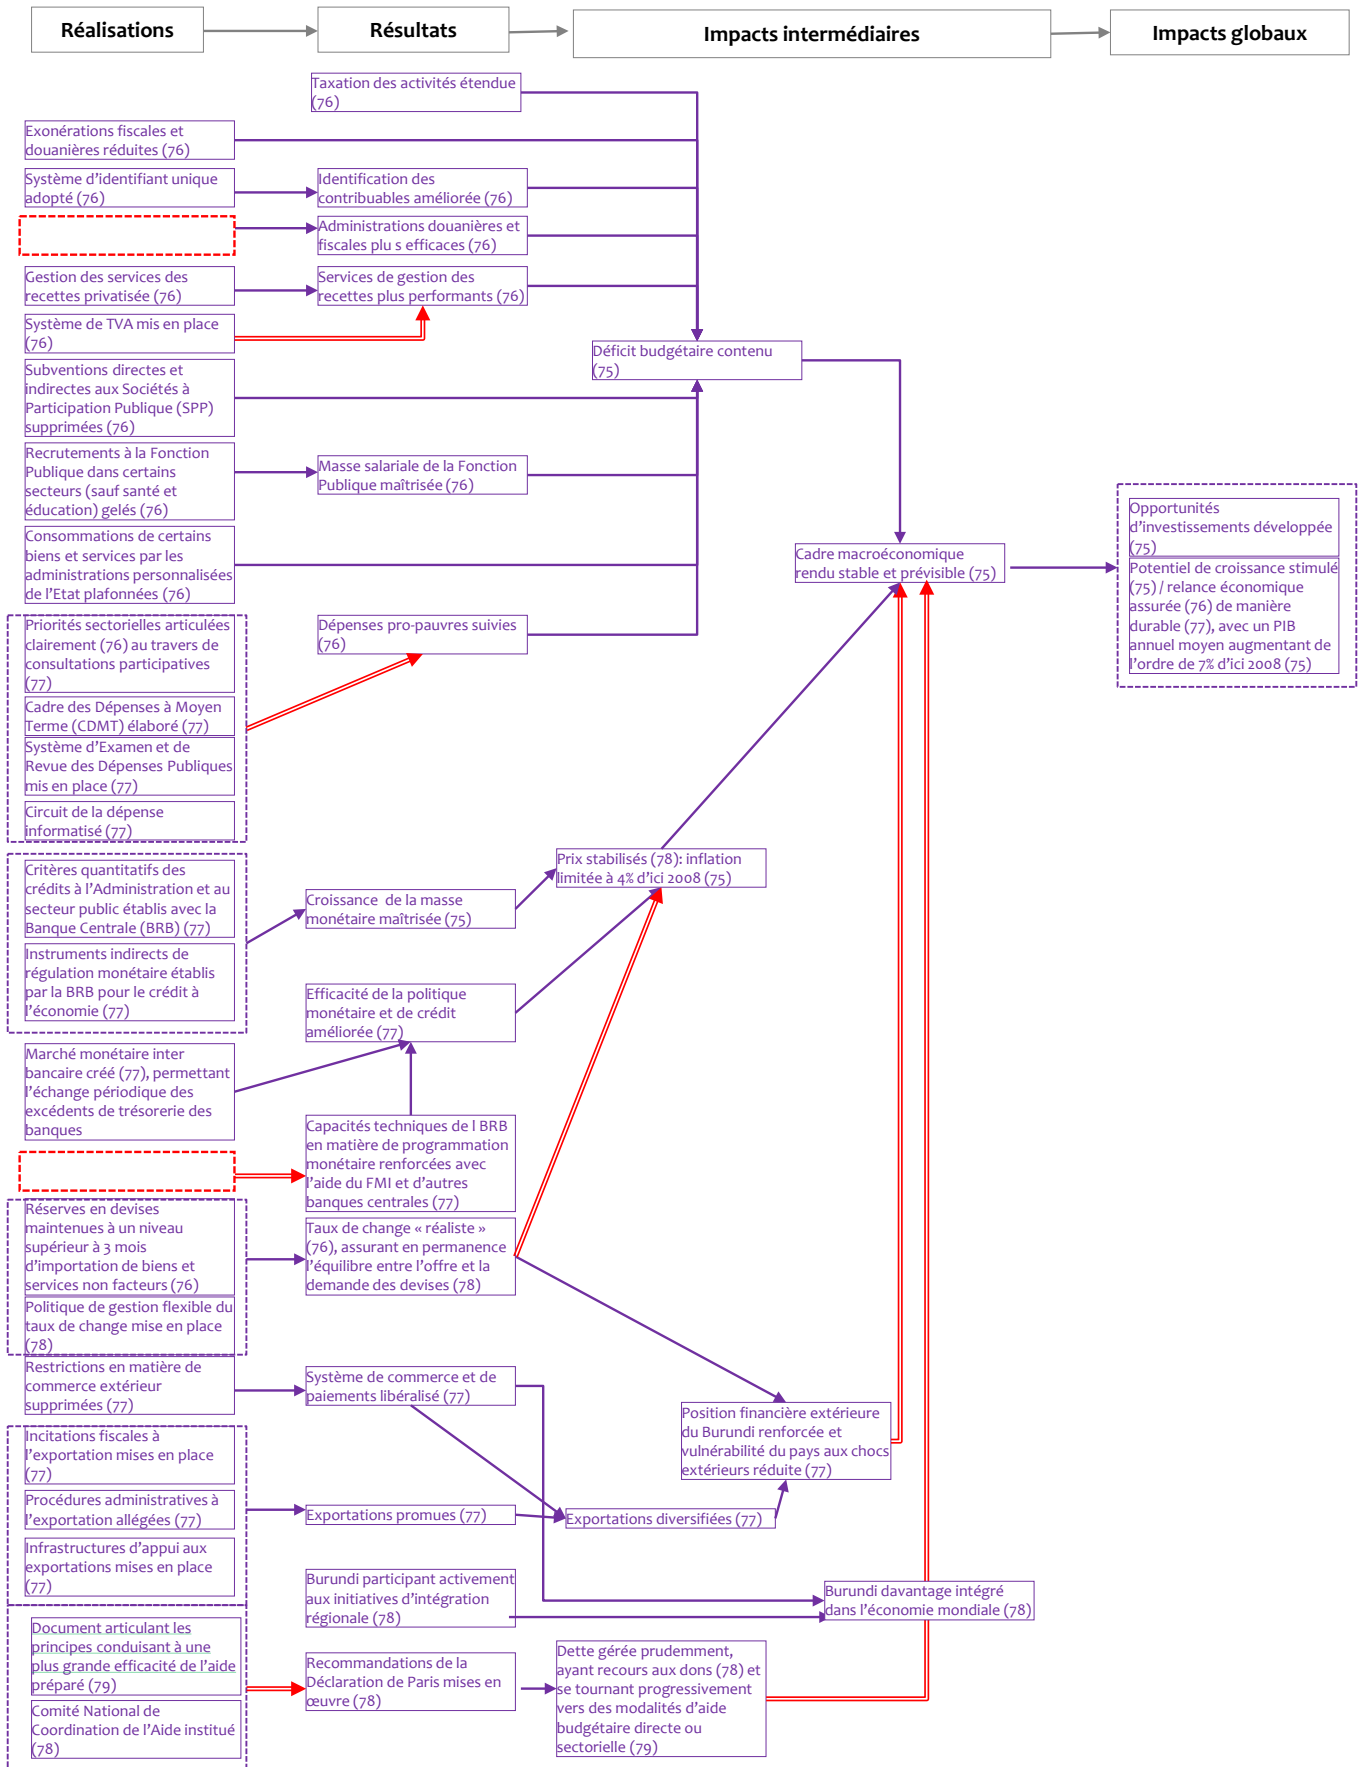 Réalisations
Résultats
Impacts intermédiaires
Impacts globaux
Taxation des activités étendue
(76)
Exonérations fiscales et
douanières réduites (76)
Système d'identifiant unique
adopté (76)
Identification des
contribuables améliorée (76)
Administrations douanières et
fiscales plu s efficaces (76)
Gestion des services des
recettes privatisée (76)
Services de gestion des
recettes plus performants (76)
Système de TVA mis en place
(76)
Déficit budgétaire contenu
(75)
Subventions directes et
indirectes aux Sociétés à
Participation Publique (SPP)
supprimées (76)
Recrutements à la Fonction
Publique dans certains
secteurs (sauf santé et
éducation) gelés (76)
Masse salariale de la Fonction
Publique maîtrisée (76)
Consommations de certains
biens et services par les
administrations personnalisées
de l'Etat plafonnées (76)
Cadre macroéconomique
rendu stable et prévisible (75)
Opportunités
d'investissements développée
(75)
Potentiel de croissance stimulé
(75) / relance économique
assurée (76) de manière
durable (77), avec un PIB
annuel moyen augmentant de
l'ordre de 7% d'ici 2008 (75)
Priorités sectorielles articulées
clairement (76) au travers de
consultations participatives
(77)
Dépenses pro-pauvres suivies
(76)
Cadre des Dépenses à Moyen
Terme (CDMT) élaboré (77)
Système d'Examen et de
Revue des Dépenses Publiques
mis en place (77)
Circuit de la dépense
informatisé (77)
Critères quantitatifs des
crédits à l'Administration et au
secteur public établis avec la
Banque Centrale (BRB) (77)
Croissance  de la masse
monétaire maîtrisée (75)
Prix stabilisés (78): inflation
limitée à 4% d'ici 2008 (75)
Instruments indirects de
régulation monétaire établis
par la BRB pour le crédit à
l'économie (77)
Efficacité de la politique
monétaire et de crédit
améliorée (77)
Marché monétaire inter
bancaire créé (77), permettant
l'échange périodique des
excédents de trésorerie des
banques
Capacités techniques de l BRB
en matière de programmation
monétaire renforcées avec
l'aide du FMI et d'autres
banques centrales (77)
Réserves en devises
maintenues à un niveau
supérieur à 3 mois
d'importation de biens et
services non facteurs (76)
Taux de change « réaliste »
(76), assurant en permanence
l'équilibre entre l'offre et la
demande des devises (78)
Politique de gestion flexible du
taux de change mise en place
(78)
Restrictions en matière de
commerce extérieur
supprimées (77)
Système de commerce et de
paiements libéralisé (77)
Position financière extérieure
du Burundi renforcée et
vulnérabilité du pays aux chocs
extérieurs réduite (77)
Incitations fiscales à
l'exportation mises en place
(77)
Procédures administratives à
l'exportation allégées (77)
Exportations promues (77)
Exportations diversifiées (77)
Infrastructures d'appui aux
exportations mises en place
(77)
Burundi participant activement
aux initiatives d'intégration
régionale (78)
Burundi davantage intégré
dans l'économie mondiale (78)
Document articulant les
principes conduisant à une
plus grande efficacité de l'aide
préparé (79)
Recommandations de la
Déclaration de Paris mises en
œuvre (78)
Dette gérée prudemment,
ayant recours aux dons (78) et
se tournant progressivement
vers des modalités d'aide
budgétaire directe ou
sectorielle (79)
Comité National de
Coordination de l'Aide institué
(78)